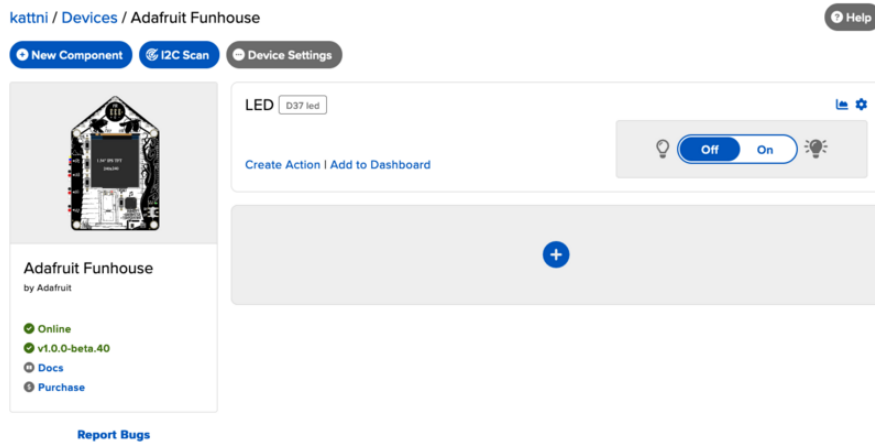 kattni / Devices / Adafruit Funhouse
Help
New Component
I2C Scan
Device Settings
LED D37 led
Off On
Create Action | Add to Dashboard
Adafruit Funhouse
by Adafruit
Online
v1.0.0-beta.40
Docs
Purchase
Report Bugs